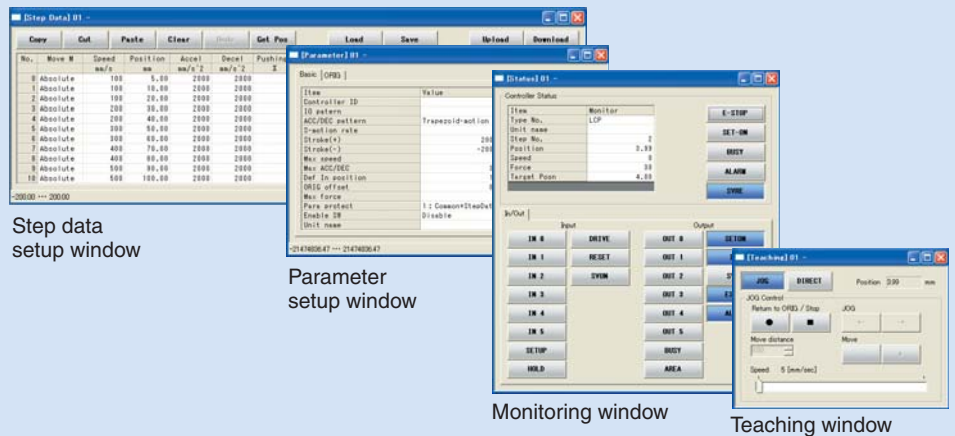 [Step Data] 01 -
Copy Cut Paste Clear Undo Get Pos Load Save Upload Download
No. Move M Speed Position Accel Decel Pushing
mm/s mm mm/s^2 mm/s^2 %
0 Absolute 100 5.00 2000 2000
1 Absolute 100 10.00 2000 2000
2 Absolute 100 20.00 2000 2000
3 Absolute 200 30.00 2000 2000
4 Absolute 200 40.00 2000 2000
5 Absolute 300 50.00 2000 2000
6 Absolute 300 60.00 2000 2000
7 Absolute 400 70.00 2000 2000
8 Absolute 400 80.00 2000 2000
9 Absolute 500 90.00 2000 2000
10 Absolute 500 100.00 2000 2000
-200.00 --- 200.00
Step data
setup window
[Parameter] 01 -
Basic ORIG
Item Value
Controller ID
IO patern
ACC/DEC pattern Trapezoid-action
S-action rate
Stroke(+) 200
Stroke(-) -200
Max speed
Max ACC/DEC
Def In position
ORIG offset
Max force
Para protect 1: Common+StepDat
Enable SW Disable
Unit name
-21474836.47 --- 21474836.47
Parameter
setup window
[Status] 01 -
Controller Status
Item Monitor
Type No. LCP
Unit name
Step No. 2
Position 3.99
Speed 0
Force 30
Target Posn 4.00
E-STOP
SET-ON
BUSY
ALARM
SVRE
In/Out
Input Output
IN 0 DRIVE OUT 0 SETON
IN 1 RESET OUT 1
IN 2 SVON OUT 2
IN 3 OUT 3
IN 4 OUT 4
IN 5 OUT 5
SETUP BUSY
HOLD AREA
Monitoring window
[Teaching] 01 -
JOG DIRECT Position 3.99 mm
JOG Control
Return to ORIG / Stop JOG
Move distance Move
Speed 5 [mm/sec]
Teaching window